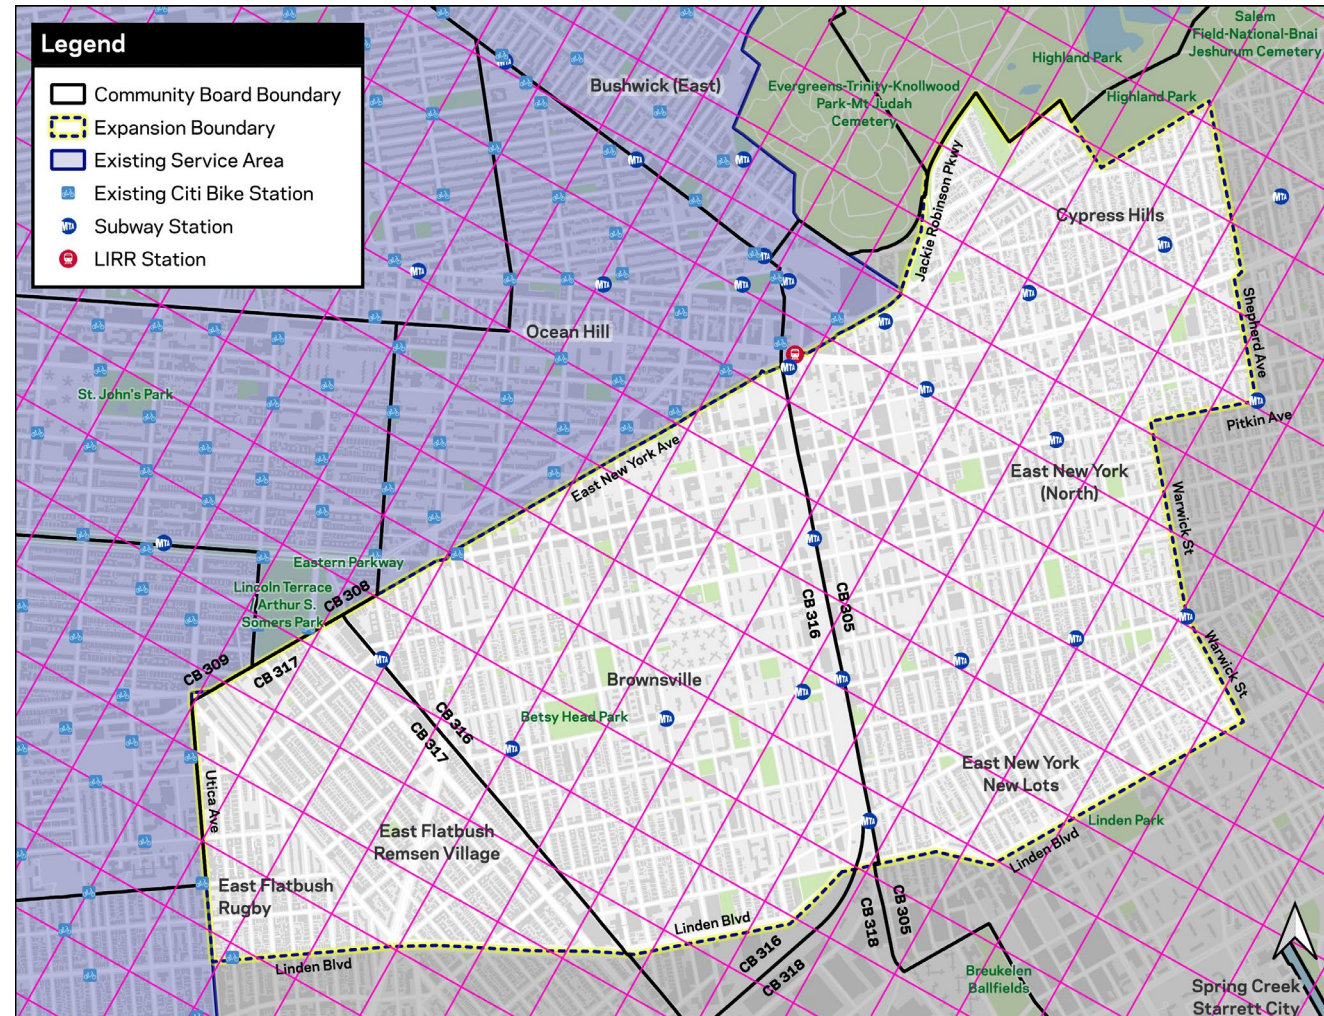 Legend
Community Board Boundary
Expansion Boundary
Existing Service Area
Existing Citi Bike Station
MTA Subway Station
LIRR Station
Salem
Field-National-Bnai
Jeshurum Cemetery
Highland Park
Highland Park
Bushwick (East)
Evergreens-Trinity-Knollwood
Park-Mt Judah
Cemetery
Jackie Robinson Pkwy
Cypress Hills
Ocean Hill
Shepherd Ave
St. John's Park
Pitkin Ave
East New York Ave
East New York
(North)
Warwick St
Eastern Parkway
Lincoln Terrace
Arthur S.
Somers Park
CB 308
CB 309
CB 317
CB 316
CB 305
Warwick St
Brownsville
Betsy Head Park
CB 316
CB 317
East New York
New Lots
Utica Ave
East Flatbush
Remsen Village
Linden Park
Linden Blvd
East Flatbush
Rugby
Linden Blvd
CB 318
CB 305
CB 316
CB 318
Linden Blvd
Breukelen
Ballfields
Spring Creek
Starrett City